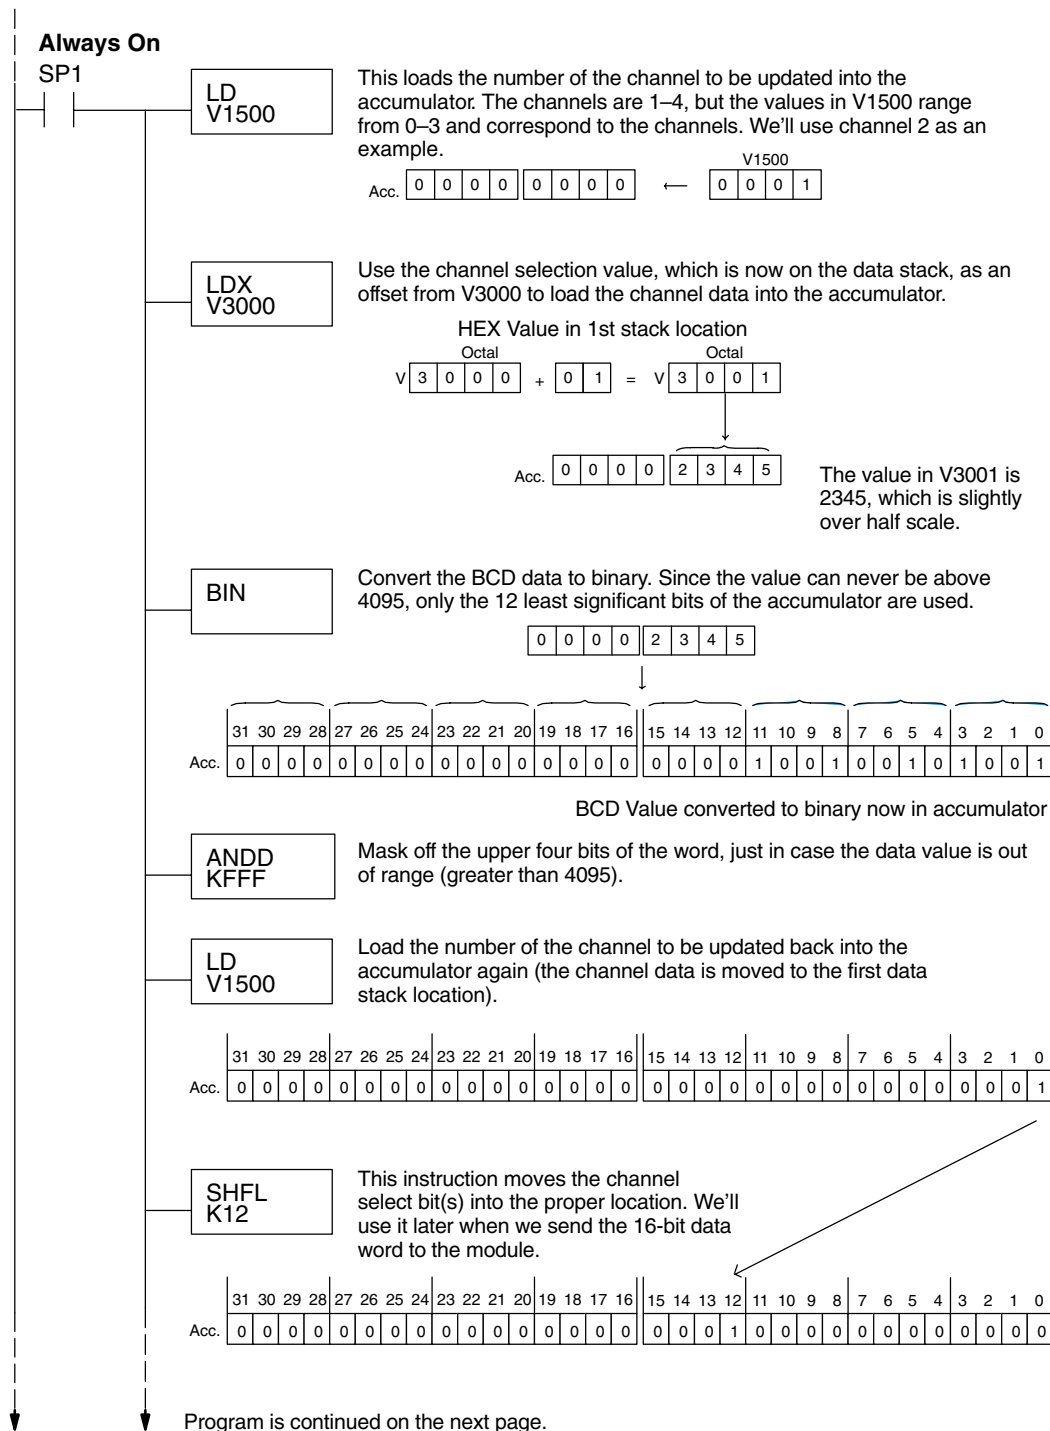 Always On
SP1
LD
V1500
This loads the number of the channel to be updated into the
accumulator. The channels are 1–4, but the values in V1500 range
from 0–3 and correspond to the channels. We'll use channel 2 as an
example.
V1500
Acc. 0 0 0 0 0 0 0 0 ← 0 0 0 1
LDX
V3000
Use the channel selection value, which is now on the data stack, as an
offset from V3000 to load the channel data into the accumulator.
HEX Value in 1st stack location
Octal Octal
V 3 0 0 0 + 0 1 = V 3 0 0 1
Acc. 0 0 0 0 2 3 4 5
The value in V3001 is
2345, which is slightly
over half scale.
BIN
Convert the BCD data to binary. Since the value can never be above
4095, only the 12 least significant bits of the accumulator are used.
0 0 0 0 2 3 4 5
31 30 29 28 27 26 25 24 23 22 21 20 19 18 17 16 15 14 13 12 11 10 9 8 7 6 5 4 3 2 1 0
Acc. 0 0 0 0 0 0 0 0 0 0 0 0 0 0 0 0 0 0 0 0 1 0 0 1 0 0 1 0 1 0 0 1
BCD Value converted to binary now in accumulator
ANDD
KFFF
Mask off the upper four bits of the word, just in case the data value is out
of range (greater than 4095).
LD
V1500
Load the number of the channel to be updated back into the
accumulator again (the channel data is moved to the first data
stack location).
31 30 29 28 27 26 25 24 23 22 21 20 19 18 17 16 15 14 13 12 11 10 9 8 7 6 5 4 3 2 1 0
Acc. 0 0 0 0 0 0 0 0 0 0 0 0 0 0 0 0 0 0 0 0 0 0 0 0 0 0 0 0 0 0 0 1
SHFL
K12
This instruction moves the channel
select bit(s) into the proper location. We'll
use it later when we send the 16-bit data
word to the module.
31 30 29 28 27 26 25 24 23 22 21 20 19 18 17 16 15 14 13 12 11 10 9 8 7 6 5 4 3 2 1 0
Acc. 0 0 0 0 0 0 0 0 0 0 0 0 0 0 0 0 0 0 0 1 0 0 0 0 0 0 0 0 0 0 0 0
Program is continued on the next page.